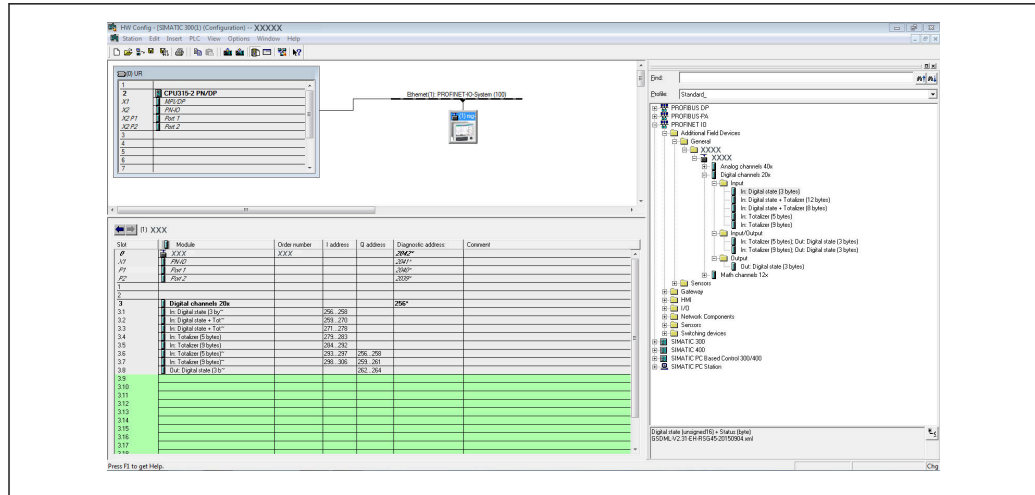 HW Config - [SIMATIC 300(1) (Configuration) -- XXXXX
Station Edit Insert PLC View Options Window Help
(0) UR
1
2 CPU315-2 PN/DP
X1 MPI/DP
X2 PN-IO
X2 P1 Port 1
X2 P2 Port 2
3
4
5
6
7
Ethernet(1): PROFINET-IO-System (100)
(1)
Find:
Profile: Standard_
PROFIBUS DP
PROFIBUS-PA
PROFINET IO
Additional Field Devices
General
XXXX
XXXX
Analog channels 40x
Digital channels 20x
Input
In: Digital state (3 bytes)
In: Digital state + Totalizer (12 bytes)
In: Digital state + Totalizer (8 bytes)
In: Totalizer (5 bytes)
In: Totalizer (9 bytes)
Input/Output
In: Totalizer (5 bytes); Out: Digital state (3 bytes)
In: Totalizer (9 bytes); Out: Digital state (3 bytes)
Output
Out: Digital state (3 bytes)
Math channels 12x
Sensors
Gateway
HMI
I/O
Network Components
Sensors
Switching devices
SIMATIC 300
SIMATIC 400
SIMATIC PC Based Control 300/400
SIMATIC PC Station
(1) XXX
Slot Module Order number I address Q address Diagnostic address: Comment
0 XXX XXX 2042*
X1 PN-IO 2041*
P1 Port 1 2040*
P2 Port 2 2039*
1
2
3 Digital channels 20x 256*
3.1 In: Digital state (3 by~ 256...258
3.2 In: Digital state + Tot~ 259...270
3.3 In: Digital state + Tot~ 271...278
3.4 In: Totalizer (5 bytes) 279...283
3.5 In: Totalizer (9 bytes) 284...292
3.6 In: Totalizer (5 bytes)~ 293...297 256...258
3.7 In: Totalizer (9 bytes)~ 298...306 259...261
3.8 Out: Digital state (3 b~ 262...264
3.9
3.10
3.11
3.12
3.13
3.14
3.15
3.16
3.17
3.18
Digital state (unsigned16) + Status (byte)
GSDML-V2.31-EH-RSG45-20150904.xml
Press F1 to get Help.
Chg